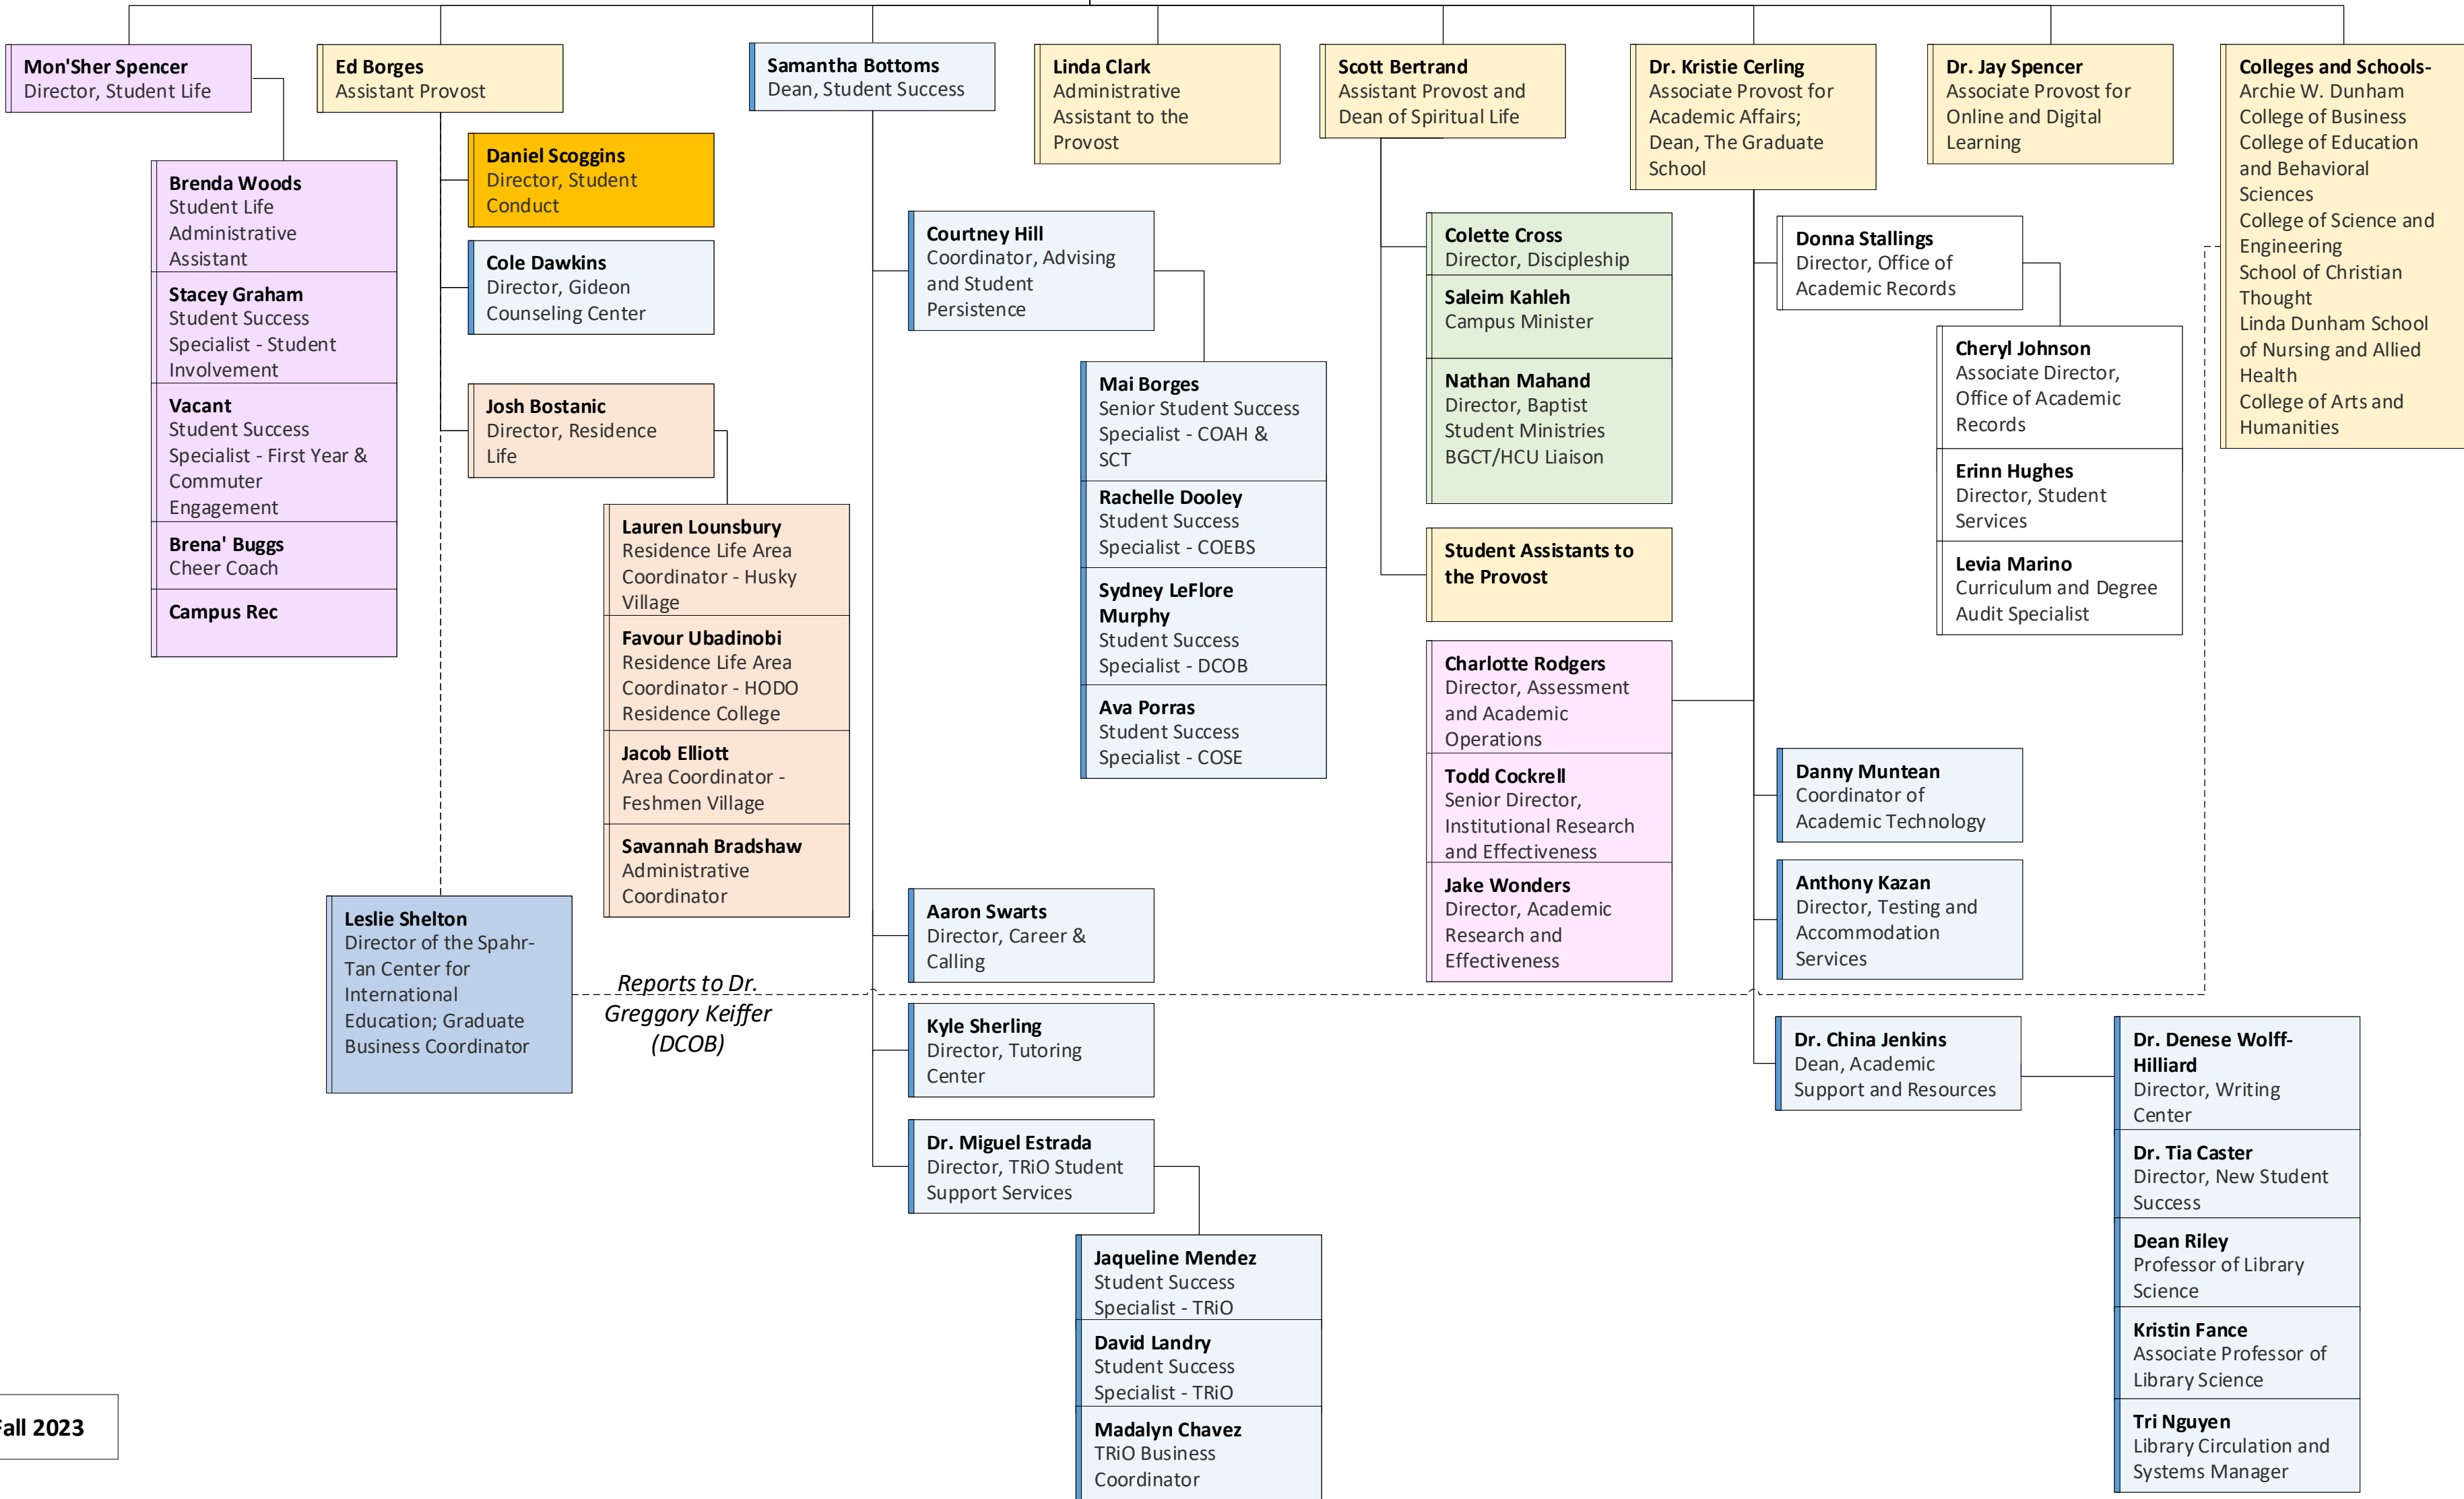 Mon'Sher Spencer
Director, Student Life
Brenda Woods
Student Life
Administrative
Assistant
Stacey Graham
Student Success
Specialist - Student
Involvement
Vacant
Student Success
Specialist - First Year &
Commuter
Engagement
Brena' Buggs
Cheer Coach
Campus Rec
Ed Borges
Assistant Provost
Daniel Scoggins
Director, Student
Conduct
Cole Dawkins
Director, Gideon
Counseling Center
Josh Bostanic
Director, Residence
Life
Lauren Lounsbury
Residence Life Area
Coordinator - Husky
Village
Favour Ubadinobi
Residence Life Area
Coordinator - HODO
Residence College
Jacob Elliott
Area Coordinator -
Feshmen Village
Savannah Bradshaw
Administrative
Coordinator
Leslie Shelton
Director of the Spahr-
Tan Center for
International
Education; Graduate
Business Coordinator
Reports to Dr.
Greggory Keiffer
(DCOB)
Samantha Bottoms
Dean, Student Success
Courtney Hill
Coordinator, Advising
and Student
Persistence
Mai Borges
Senior Student Success
Specialist - COAH &
SCT
Rachelle Dooley
Student Success
Specialist - COEBS
Sydney LeFlore
Murphy
Student Success
Specialist - DCOB
Ava Porras
Student Success
Specialist - COSE
Aaron Swarts
Director, Career &
Calling
Kyle Sherling
Director, Tutoring
Center
Dr. Miguel Estrada
Director, TRiO Student
Support Services
Jaqueline Mendez
Student Success
Specialist - TRiO
David Landry
Student Success
Specialist - TRiO
Madalyn Chavez
TRiO Business
Coordinator
Linda Clark
Administrative
Assistant to the
Provost
Scott Bertrand
Assistant Provost and
Dean of Spiritual Life
Colette Cross
Director, Discipleship
Saleim Kahleh
Campus Minister
Nathan Mahand
Director, Baptist
Student Ministries
BGCT/HCU Liaison
Student Assistants to
the Provost
Dr. Kristie Cerling
Associate Provost for
Academic Affairs;
Dean, The Graduate
School
Charlotte Rodgers
Director, Assessment
and Academic
Operations
Todd Cockrell
Senior Director,
Institutional Research
and Effectiveness
Jake Wonders
Director, Academic
Research and
Effectiveness
Donna Stallings
Director, Office of
Academic Records
Cheryl Johnson
Associate Director,
Office of Academic
Records
Erinn Hughes
Director, Student
Services
Levia Marino
Curriculum and Degree
Audit Specialist
Danny Muntean
Coordinator of
Academic Technology
Anthony Kazan
Director, Testing and
Accommodation
Services
Dr. China Jenkins
Dean, Academic
Support and Resources
Dr. Denese Wolff-
Hilliard
Director, Writing
Center
Dr. Tia Caster
Director, New Student
Success
Dean Riley
Professor of Library
Science
Kristin Fance
Associate Professor of
Library Science
Tri Nguyen
Library Circulation and
Systems Manager
Dr. Jay Spencer
Associate Provost for
Online and Digital
Learning
Colleges and Schools-
Archie W. Dunham
College of Business
College of Education
and Behavioral
Sciences
College of Science and
Engineering
School of Christian
Thought
Linda Dunham School
of Nursing and Allied
Health
College of Arts and
Humanities
Fall 2023